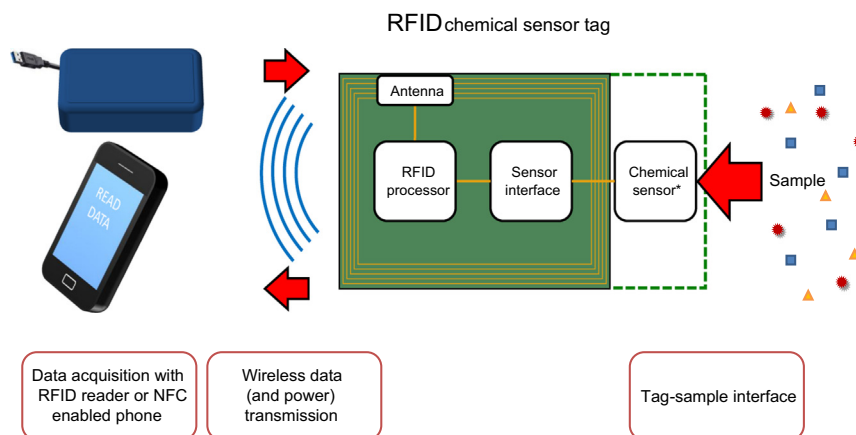 RFID chemical sensor tag
Antenna
RFID
processor
Sensor
interface
Chemical
sensor*
Sample
READ
DATA
Data acquisition with
RFID reader or NFC
enabled phone
Wireless data
(and power)
transmission
Tag-sample interface